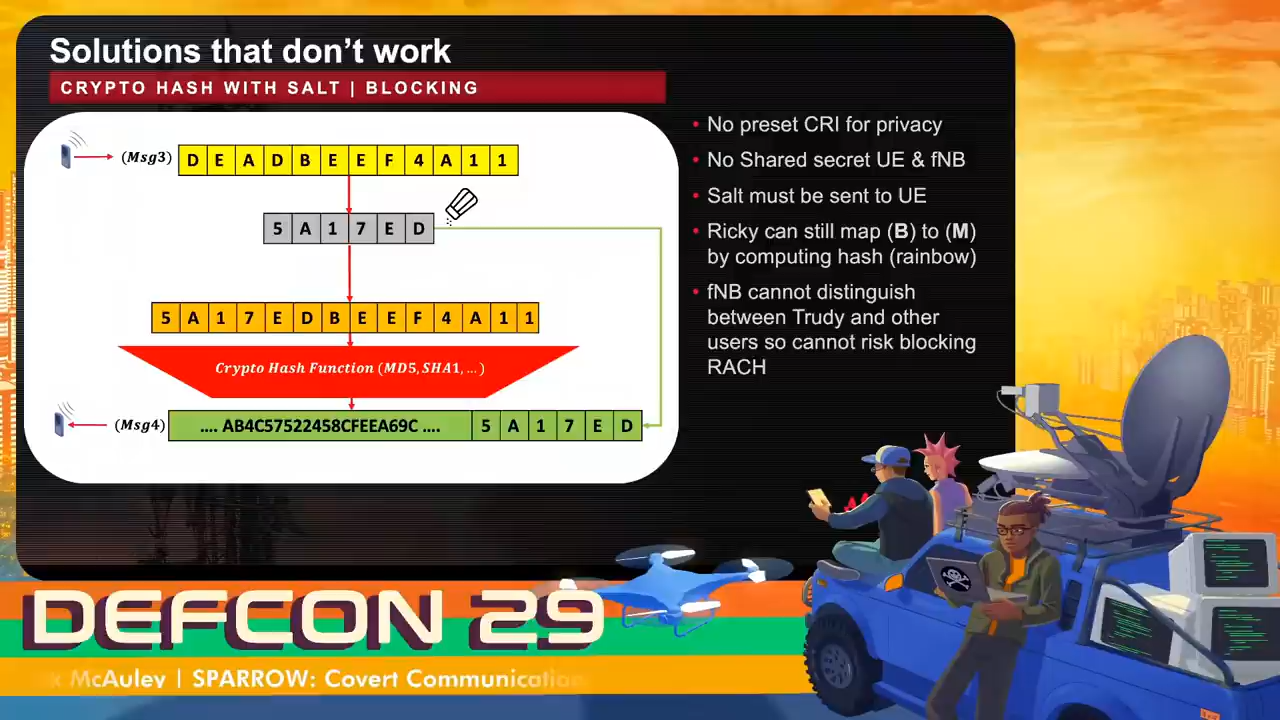 Solutions that don't work
CRYPTO HASH WITH SALT | BLOCKING
(Msg3) D E A D B E E F 4 A 1 1
5 A 1 7 E D
5 A 1 7 E D B E E F 4 A 1 1
Crypto Hash Function (MD5, SHA1, ...)
(Msg4) .... AB4C57522458CFEEA69C .... 5 A 1 7 E D
• No preset CRI for privacy
• No Shared secret UE & fNB
• Salt must be sent to UE
• Ricky can still map (B) to (M)
by computing hash (rainbow)
• fNB cannot distinguish
between Trudy and other
users so cannot risk blocking
RACH
DEFCON 29
McAuley | SPARROW: Covert Communication